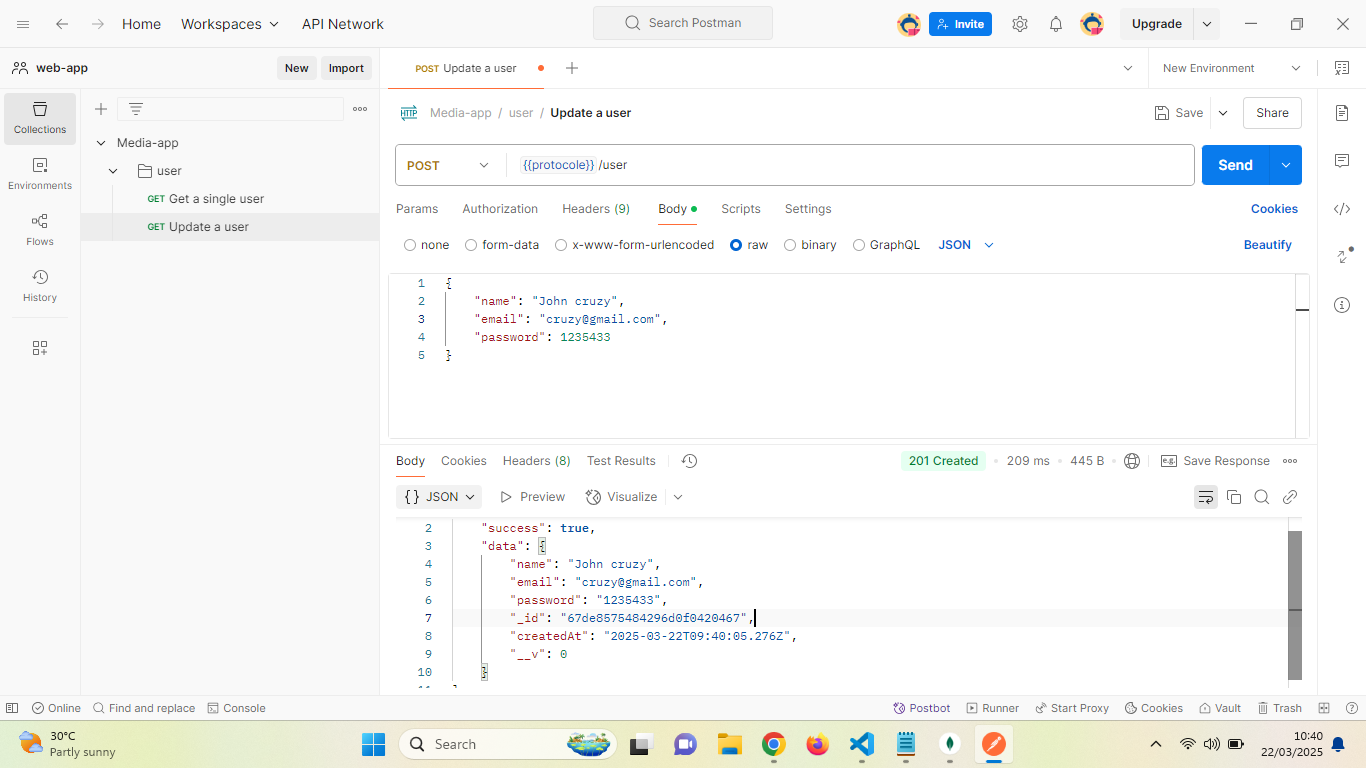 Home Workspaces API Network Search Postman Invite Upgrade
web-app New Import POST Update a user New Environment
Collections
Environments
Flows
History
Media-app
user
GET Get a single user
GET Update a user
HTTP Media-app / user / Update a user Save Share
POST {{protocole}} /user Send
Params Authorization Headers (9) Body Scripts Settings Cookies
none form-data x-www-form-urlencoded raw binary GraphQL JSON Beautify
1 {
2 "name": "John cruzy",
3 "email": "cruzy@gmail.com",
4 "password": 1235433
5 }
Body Cookies Headers (8) Test Results 201 Created • 209 ms • 445 B • e.g. Save Response
{} JSON Preview Visualize
2 "success": true,
3 "data": {
4 "name": "John cruzy",
5 "email": "cruzy@gmail.com",
6 "password": "1235433",
7 "_id": "67de8575484296d0f0420467",
8 "createdAt": "2025-03-22T09:40:05.276Z",
9 "__v": 0
10 }
Online Find and replace Console Postbot Runner Start Proxy Cookies Vault Trash
30°C
Partly sunny
Search
10:40
22/03/2025